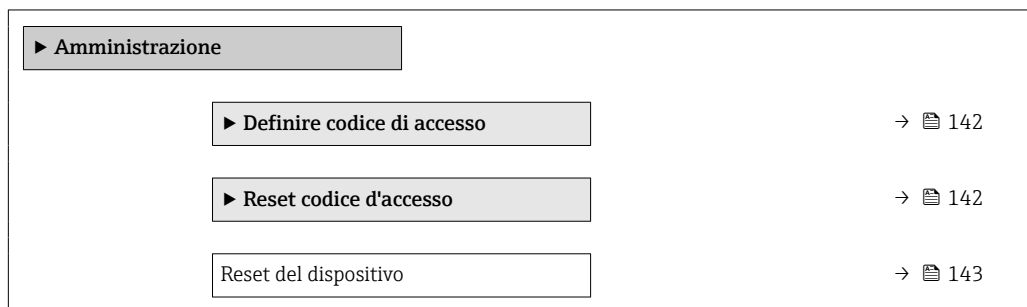 ▶ Amministrazione
▶ Definire codice di accesso → 142
▶ Reset codice d'accesso → 142
Reset del dispositivo → 143